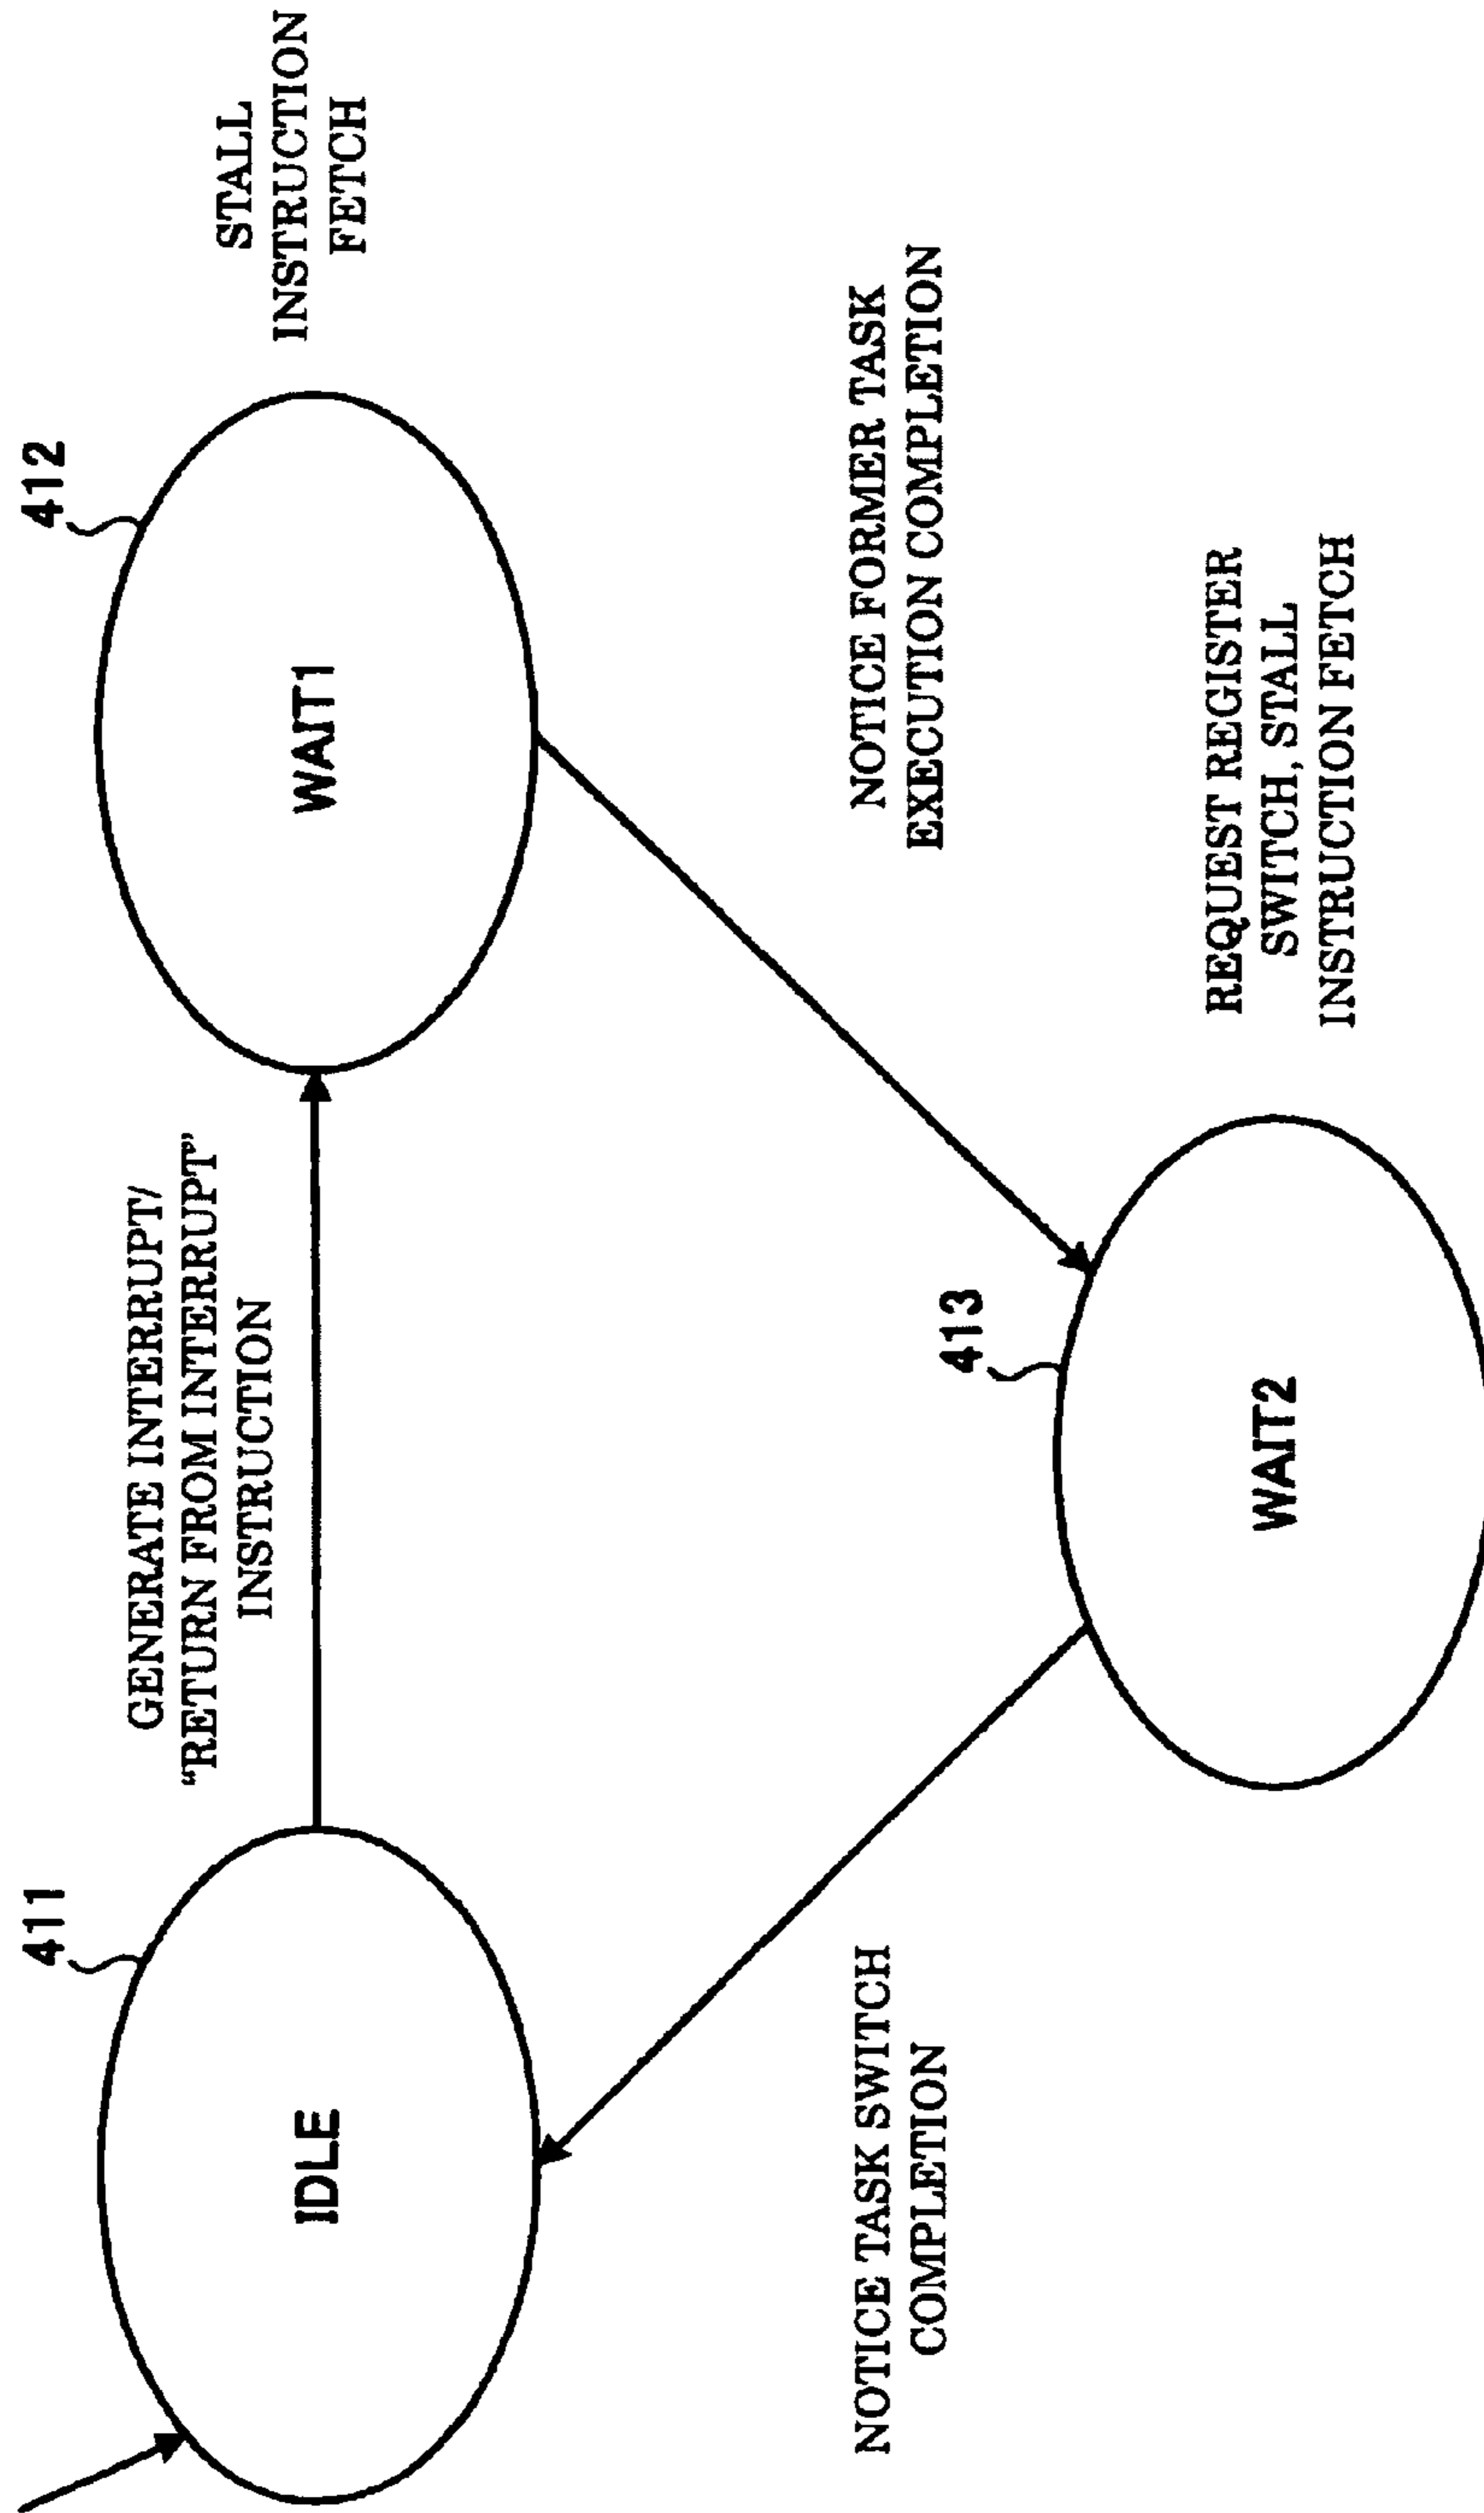 411
IDLE
GENERATE INTERRUPT/
"RETURN FROM INTERRUPT"
INSTRUCTION
412
WAIT1
STALL
INSTRUCTION
FETCH
NOTICE TASK SWITCH
COMPLETION
413
WAIT2
NOTICE FORMER TASK
EXECUTION COMPLETION
REQUEST REGISTER
SWITCH, STALL
INSTRUCTION FETCH